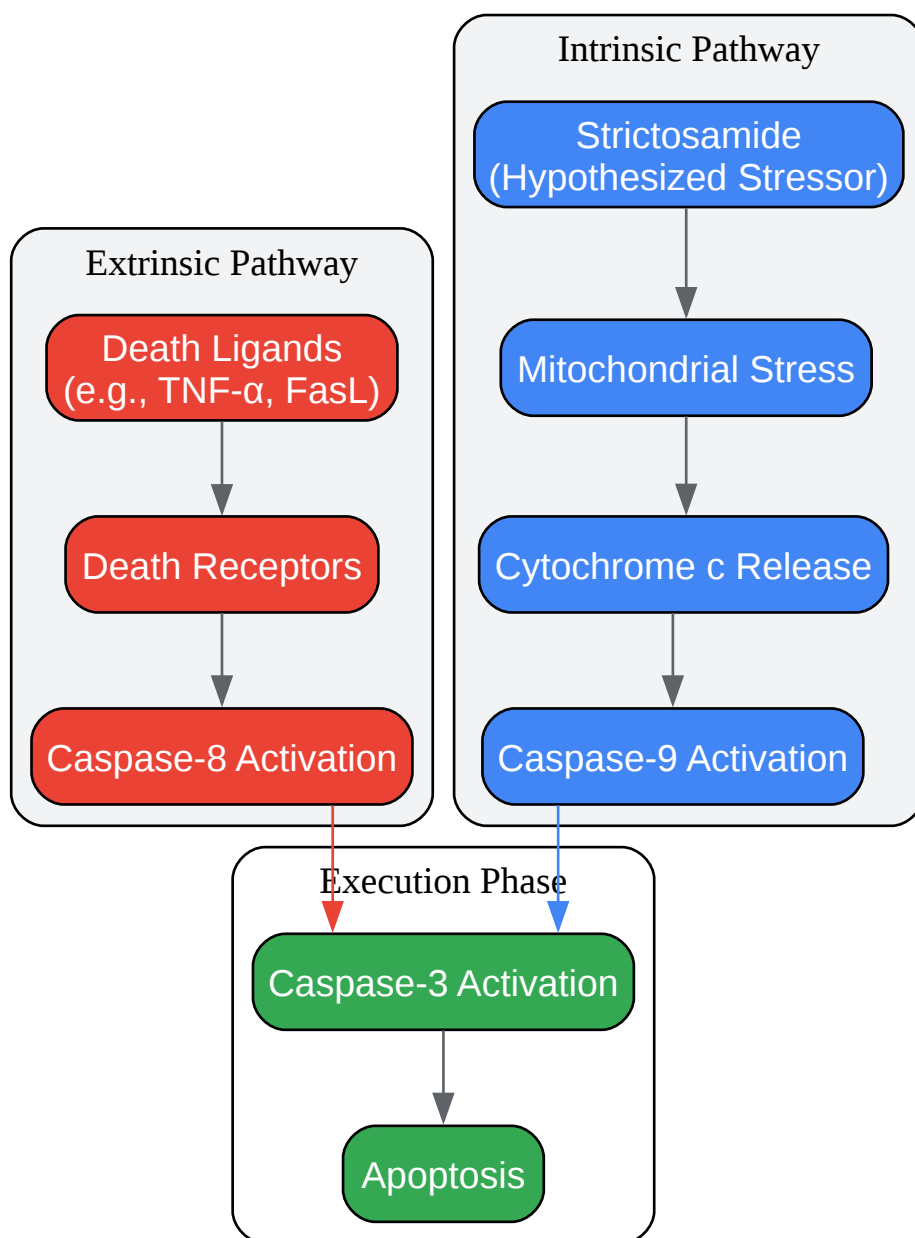 Extrinsic Pathway
Death Ligands
(e.g., TNF-α, FasL)
Death Receptors
Caspase-8 Activation
Intrinsic Pathway
Strictosamide
(Hypothesized Stressor)
Mitochondrial Stress
Cytochrome c Release
Caspase-9 Activation
Execution Phase
Caspase-3 Activation
Apoptosis